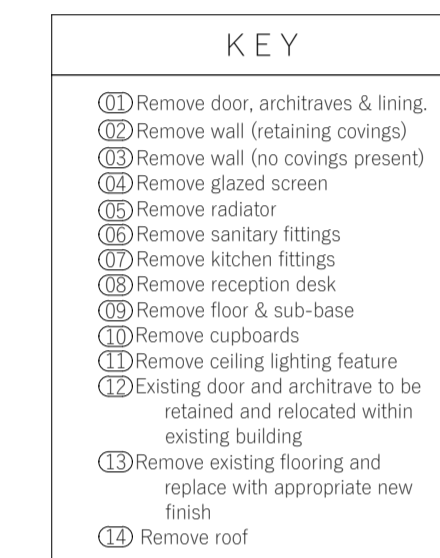 KEY
01 Remove door, architraves & lining.
02 Remove wall (retaining covings)
03 Remove wall (no covings present)
04 Remove glazed screen
05 Remove radiator
06 Remove sanitary fittings
07 Remove kitchen fittings
08 Remove reception desk
09 Remove floor & sub-base
10 Remove cupboards
11 Remove ceiling lighting feature
12 Existing door and architrave to be
retained and relocated within
existing building
13 Remove existing flooring and
replace with appropriate new
finish
14 Remove roof